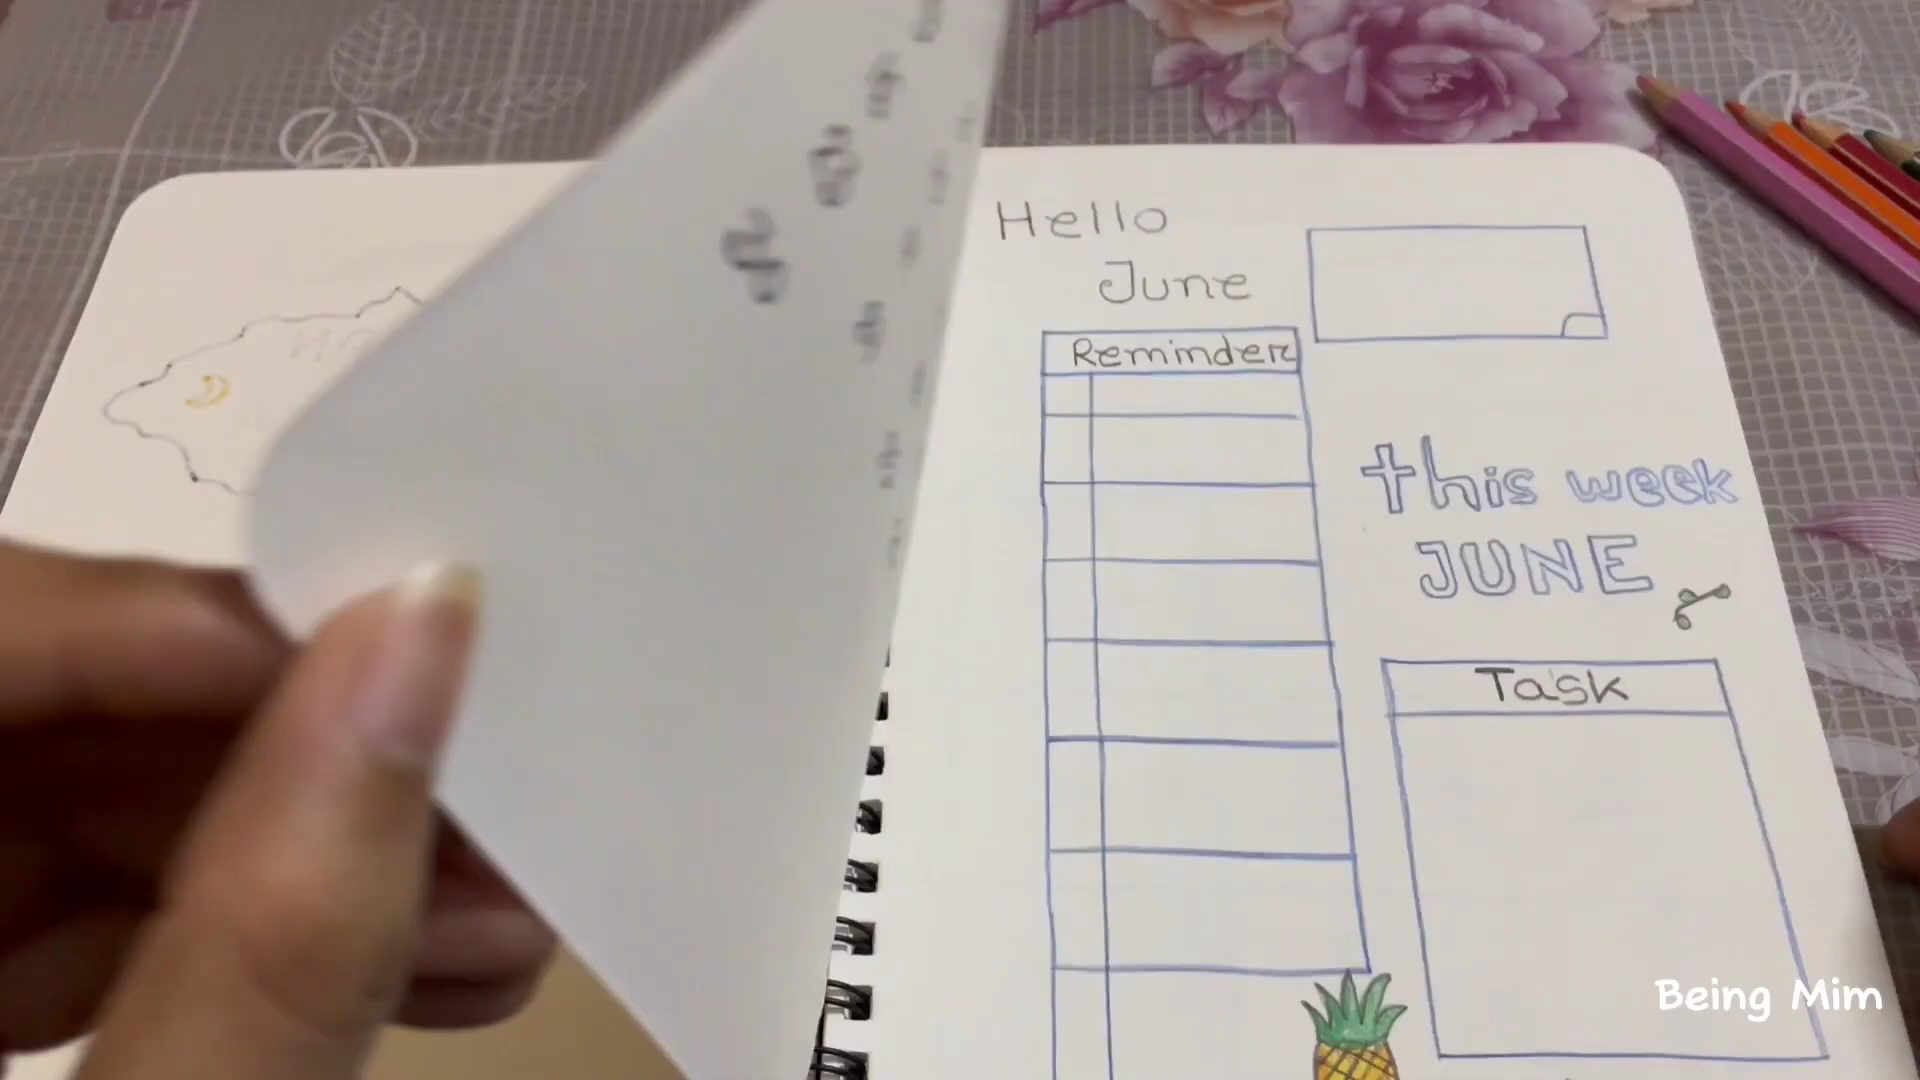 Hello
June
Reminder
this week
JUNE
Task
Being Mim